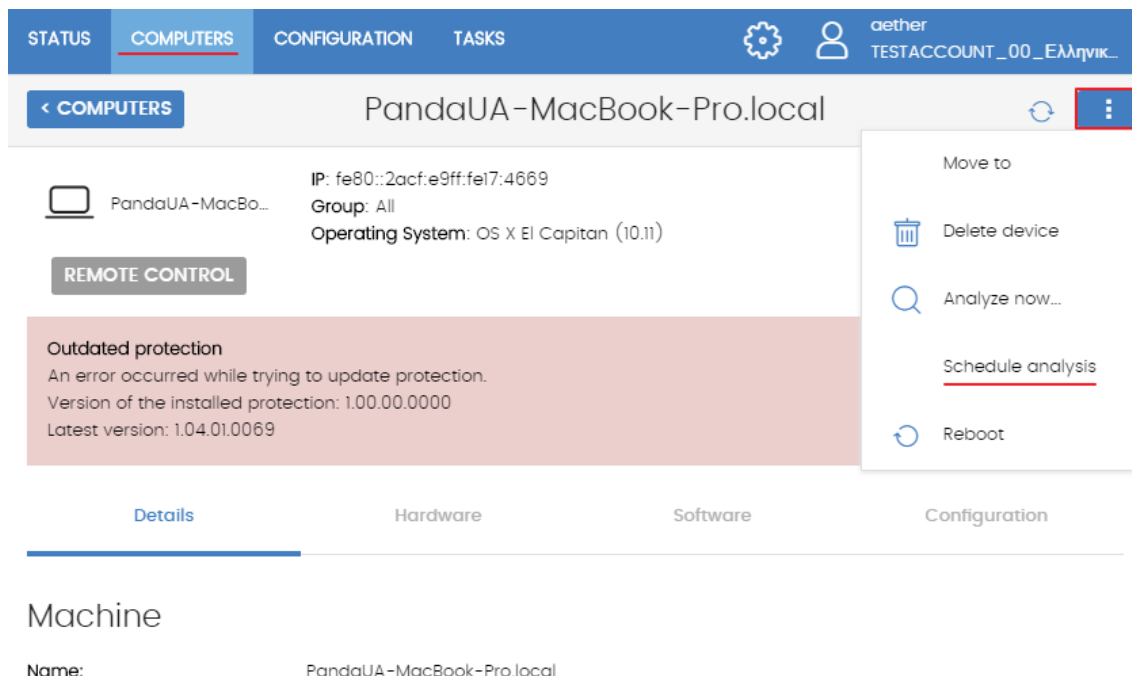 STATUS COMPUTERS CONFIGURATION TASKS
aether
TESTACCOUNT_00_Ελληνικ...
< COMPUTERS
PandaUA-MacBook-Pro.local
PandaUA-MacBo...
IP: fe80::2acf:e9ff:fe17:4669
Group: All
Operating System: OS X El Capitan (10.11)
REMOTE CONTROL
Move to
Delete device
Analyze now...
Schedule analysis
Reboot
Outdated protection
An error occurred while trying to update protection.
Version of the installed protection: 1.00.00.0000
Latest version: 1.04.01.0069
Details Hardware Software Configuration
Machine
Name: PandaUA-MacBook-Pro.local